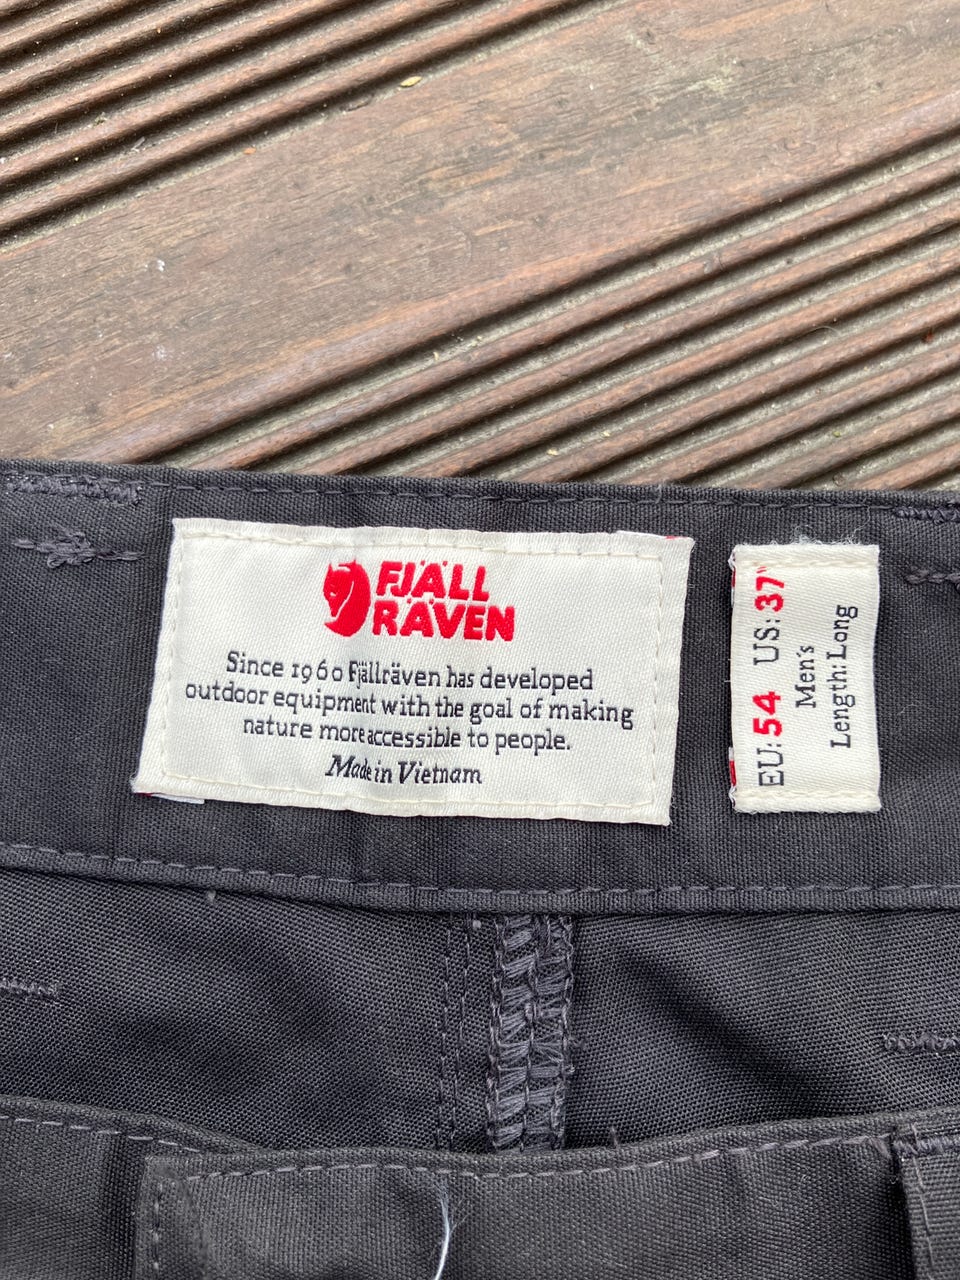 FJÄLL
RÄVEN
Since 1960 Fjällräven has developed
outdoor equipment with the goal of making
nature more accessible to people.
Made in Vietnam
EU: 54 US: 37"
Men's
Length: Long